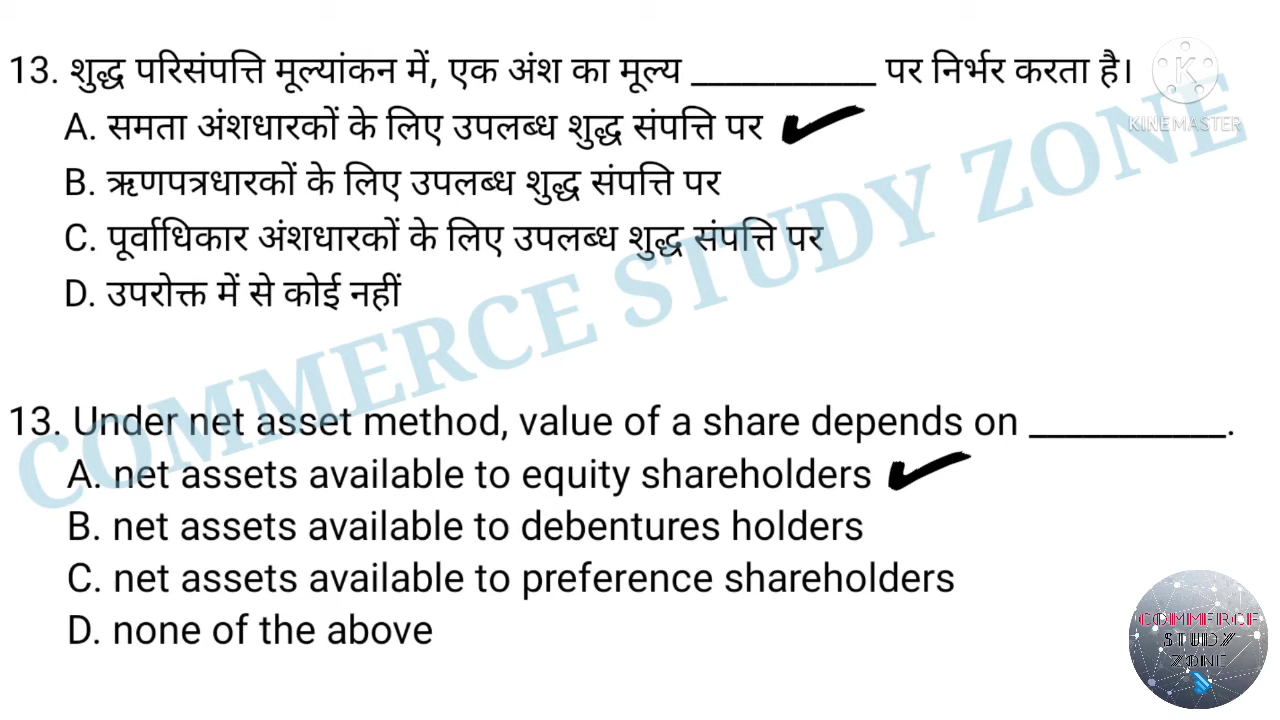 13. शुद्ध परिसंपत्ति मूल्यांकन में, एक अंश का मूल्य ___________ पर निर्भर करता है।
A. समता अंशधारकों के लिए उपलब्ध शुद्ध संपत्ति पर
B. ऋणपत्रधारकों के लिए उपलब्ध शुद्ध संपत्ति पर
C. पूर्वाधिकार अंशधारकों के लिए उपलब्ध शुद्ध संपत्ति पर
D. उपरोक्त में से कोई नहीं
K
KINEMASTER
COMMERCE STUDY ZONE
13. Under net asset method, value of a share depends on ___________.
A. net assets available to equity shareholders
B. net assets available to debentures holders
C. net assets available to preference shareholders
D. none of the above
COMMERCE
STUDY
ZONE